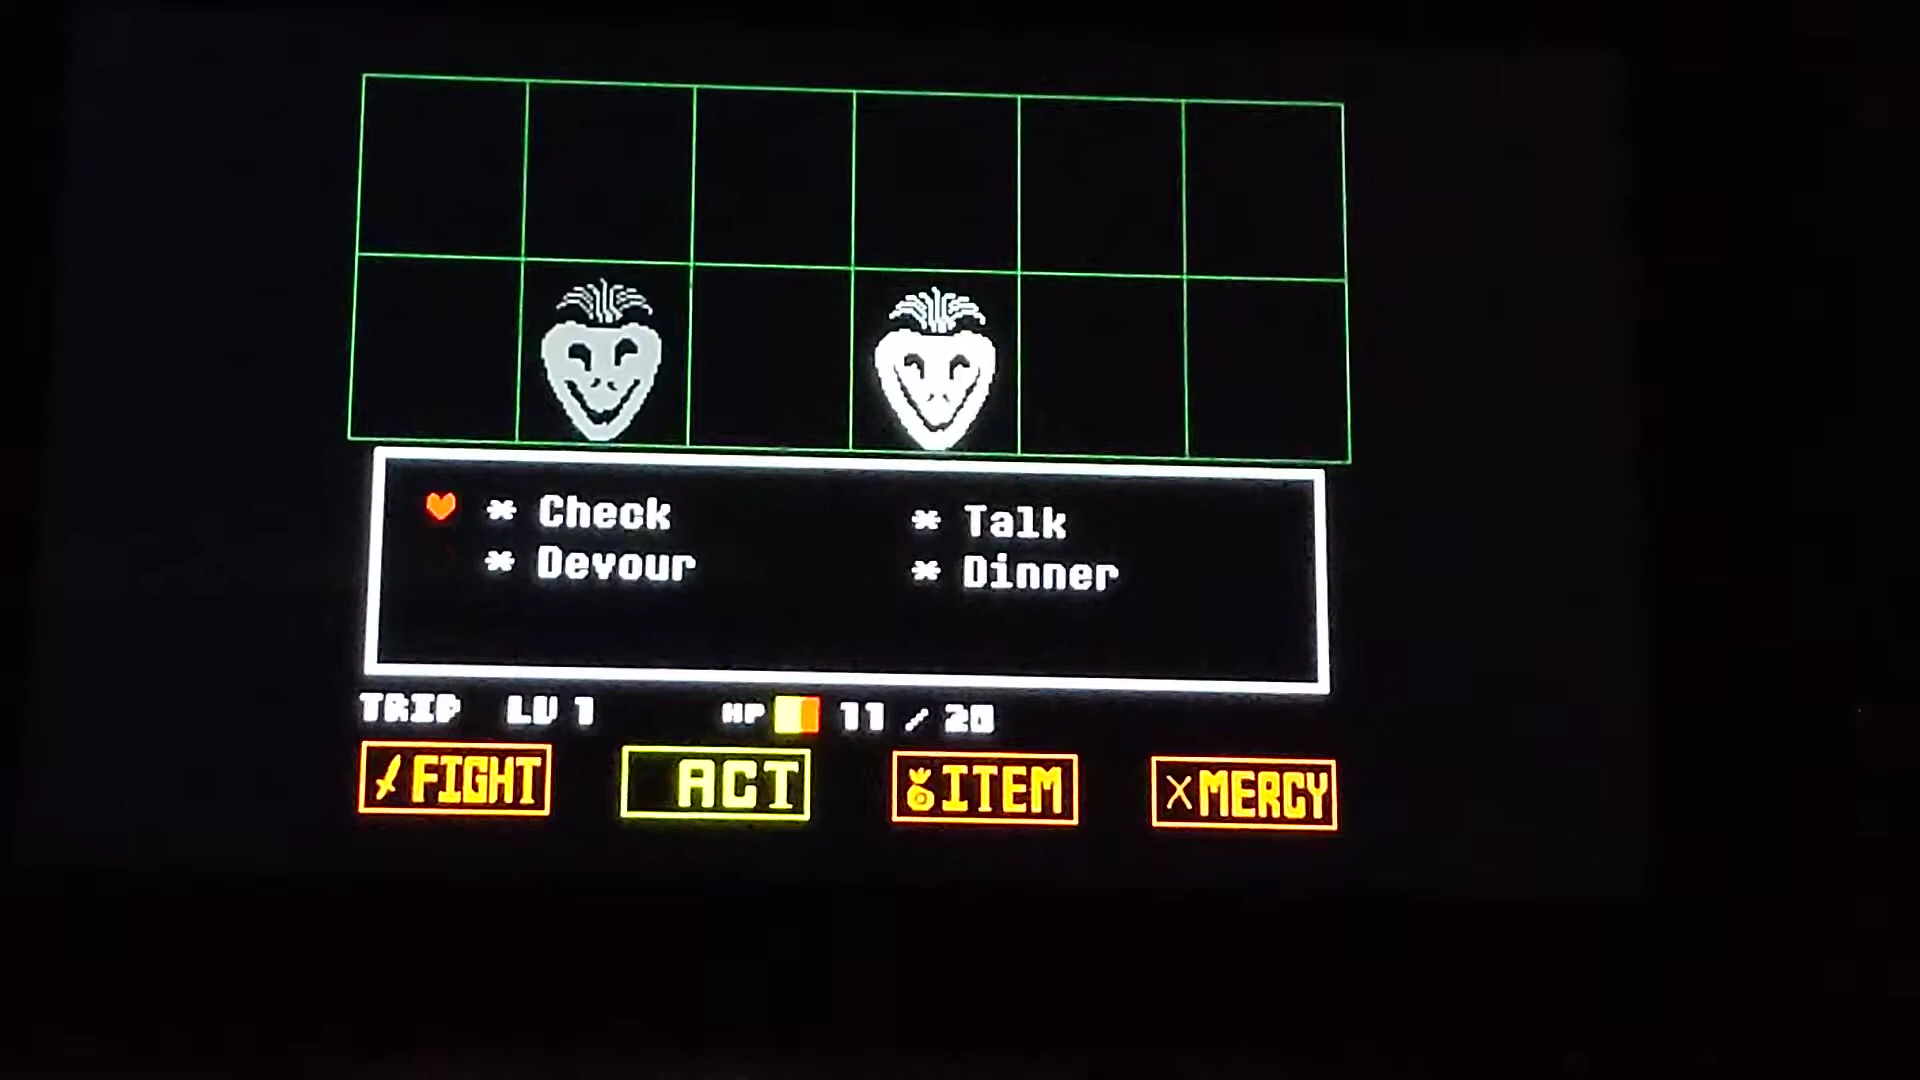 * Check * Talk
* Devour * Dinner
TRIP LV 1 HP 11 / 20
FIGHT ACT ITEM MERCY